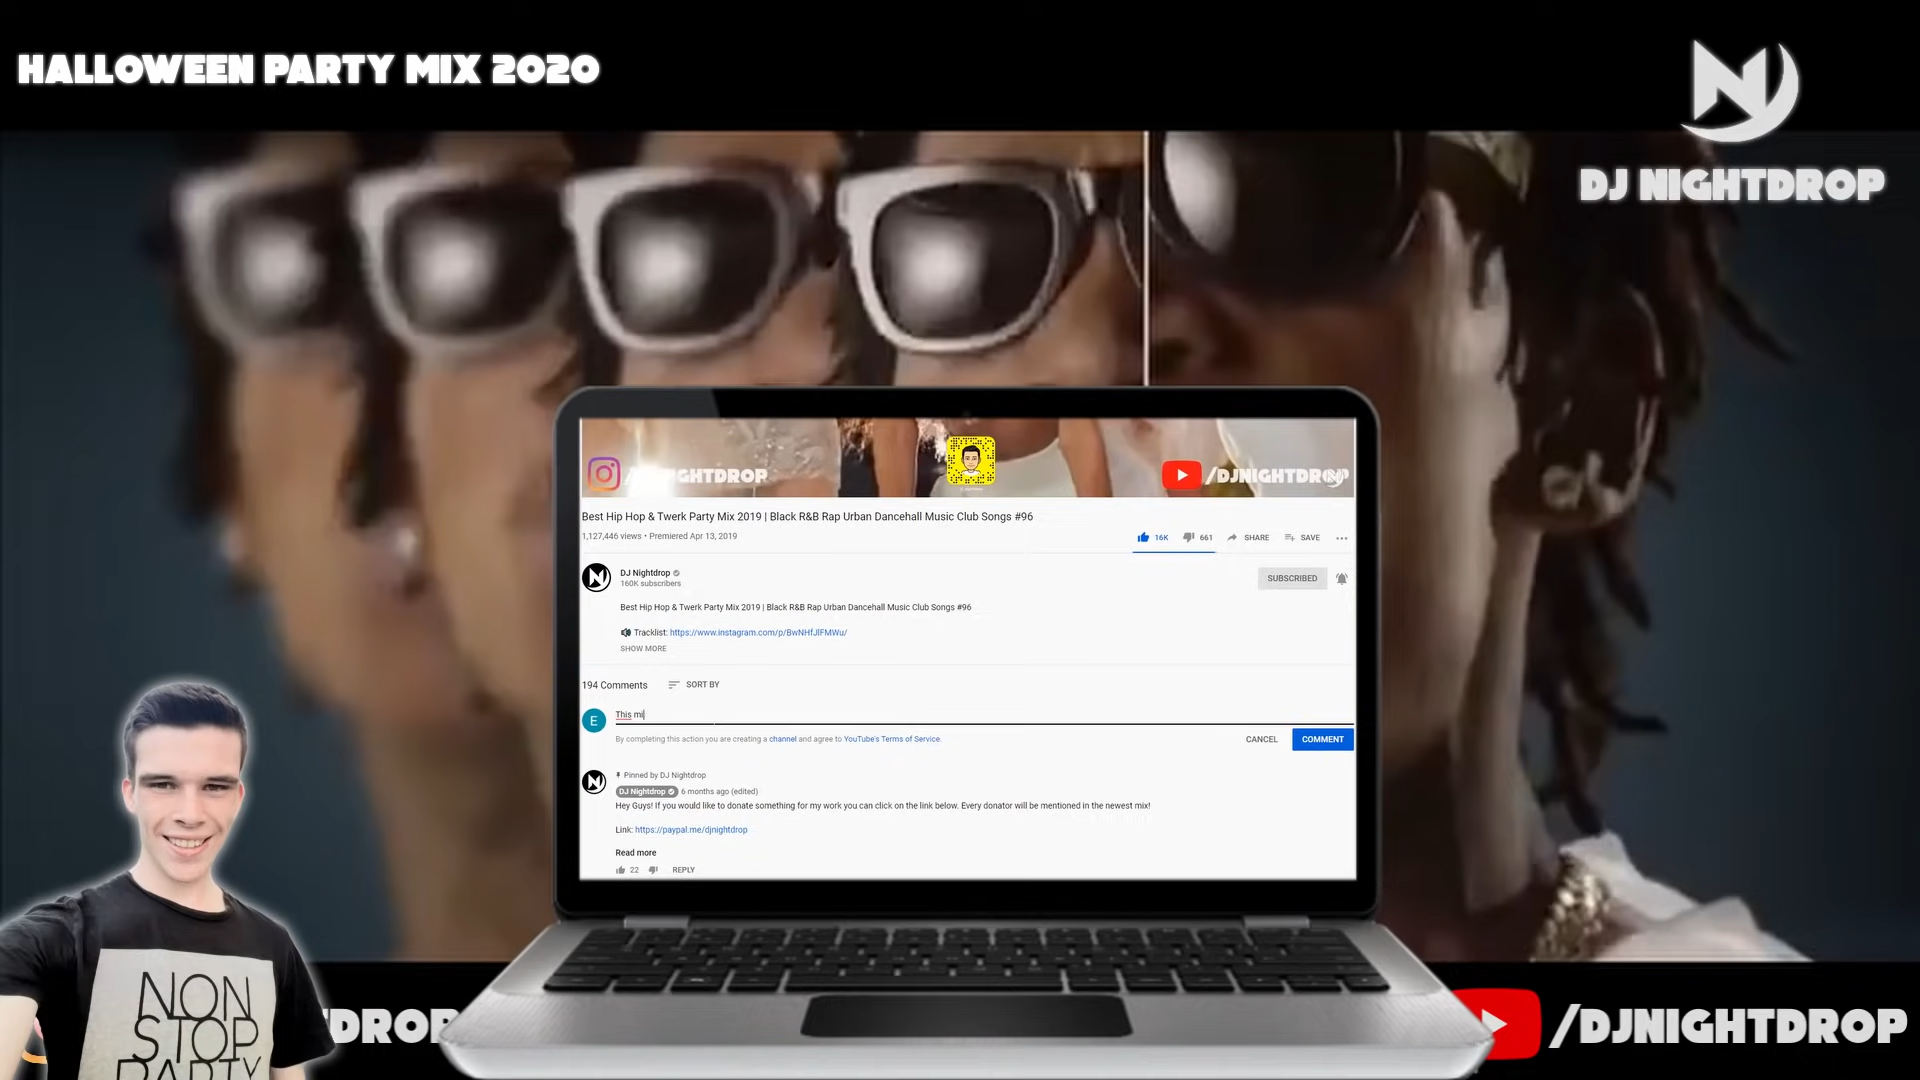 HALLOWEEN PARTY MIX 2020
DJ NIGHTDROP
GHTDROP
/DJNIGHTDROP
Best Hip Hop & Twerk Party Mix 2019 | Black R&B Rap Urban Dancehall Music Club Songs #96
1,127,446 views • Premiered Apr 13, 2019
16K 661 SHARE SAVE
DJ Nightdrop
160K subscribers
SUBSCRIBED
Best Hip Hop & Twerk Party Mix 2019 | Black R&B Rap Urban Dancehall Music Club Songs #96
Tracklist: https://www.instagram.com/p/BwNHfJlFMWu/
SHOW MORE
194 Comments SORT BY
E
This mi
By completing this action you are creating a channel and agree to YouTube's Terms of Service.
CANCEL COMMENT
Pinned by DJ Nightdrop
DJ Nightdrop 6 months ago (edited)
Hey Guys! If you would like to donate something for my work you can click on the link below. Every donator will be mentioned in the newest mix!
Link: https://paypal.me/djnightdrop
Read more
22 REPLY
NON
STOP
PARTY
DROP
/DJNIGHTDROP